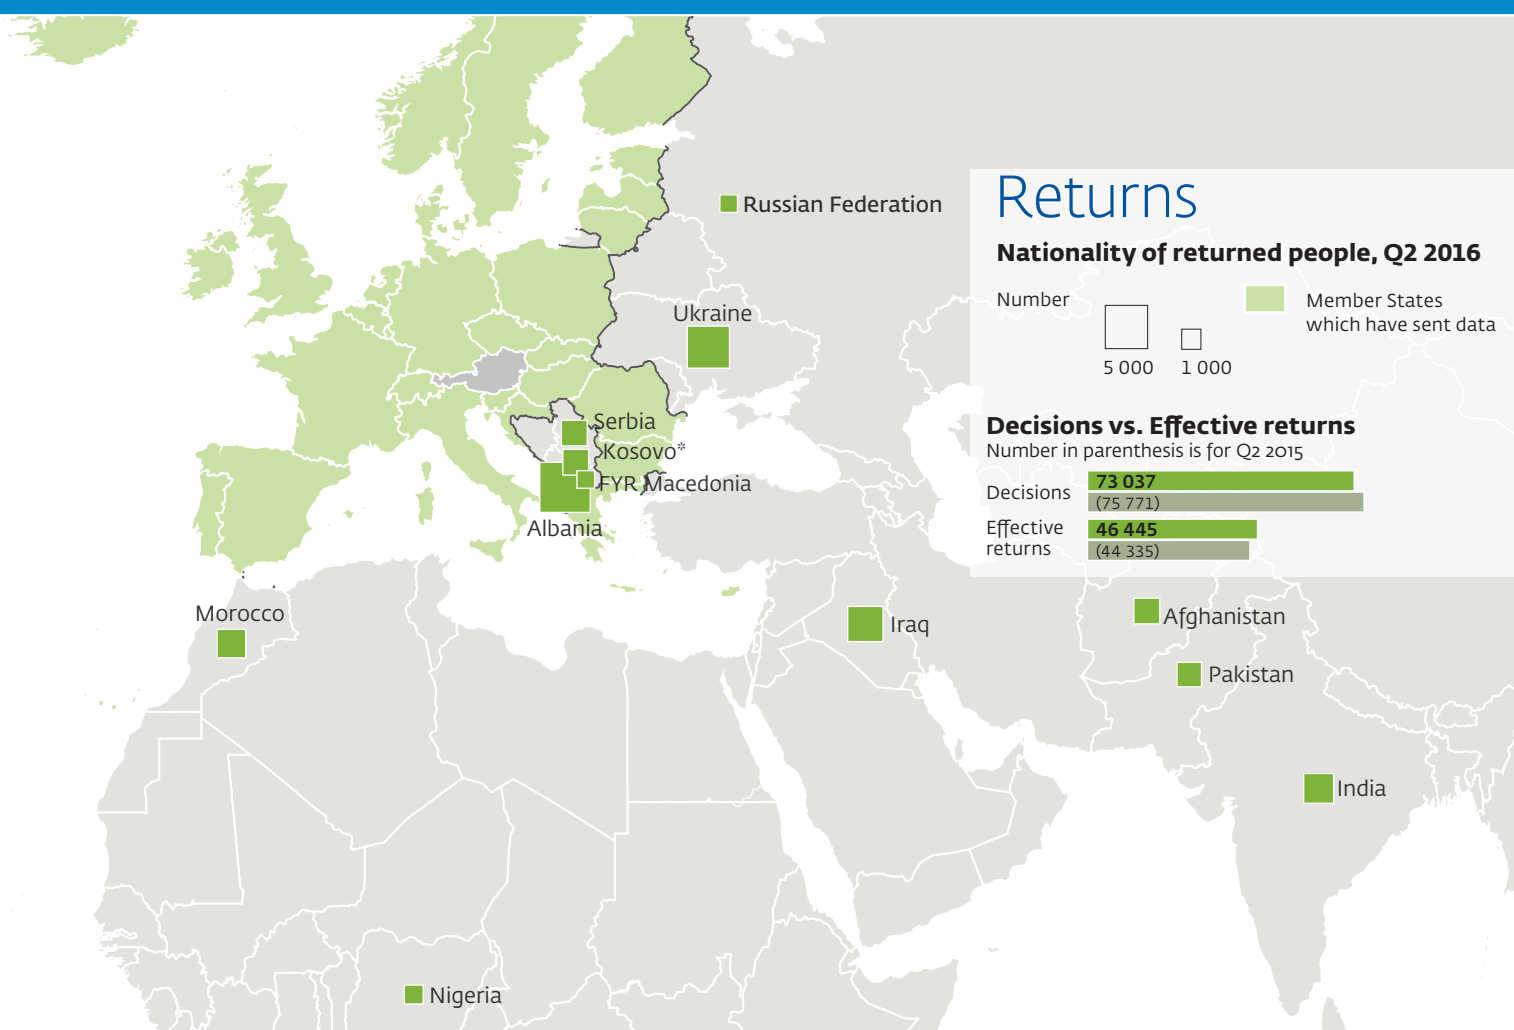 Returns
Nationality of returned people, Q2 2016
Number
5 000
1 000
Member States
which have sent data
Decisions vs. Effective returns
Number in parenthesis is for Q2 2015
Decisions
73 037
(75 771)
Effective
returns
46 445
(44 335)
Russian Federation
Ukraine
Serbia
Kosovo*
FYR Macedonia
Albania
Morocco
Iraq
Afghanistan
Pakistan
India
Nigeria